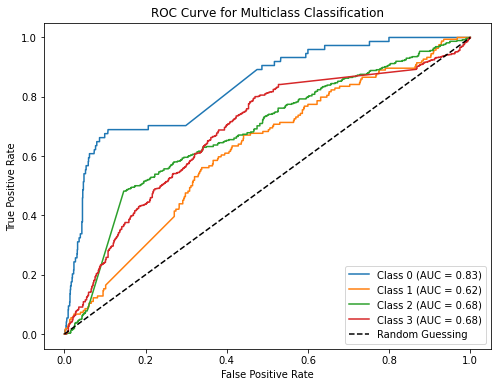 ROC Curve for Multiclass Classification
True Positive Rate
1.0
0.8
0.6
0.4
0.2
0.0
0.0 0.2 0.4 0.6 0.8 1.0
False Positive Rate
Class 0 (AUC = 0.83)
Class 1 (AUC = 0.62)
Class 2 (AUC = 0.68)
Class 3 (AUC = 0.68)
Random Guessing